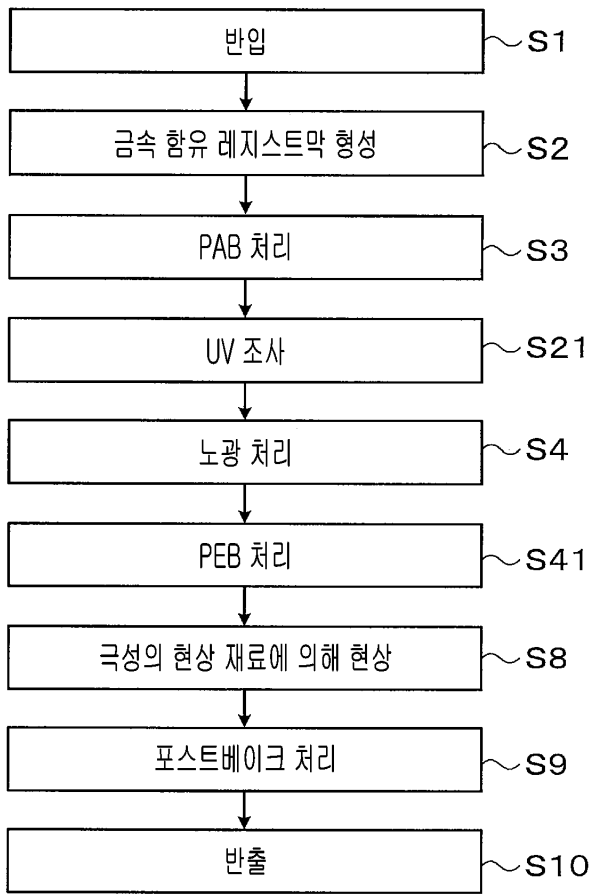 반입 S1
금속 함유 레지스트막 형성 S2
PAB 처리 S3
UV 조사 S21
노광 처리 S4
PEB 처리 S41
극성의 현상 재료에 의해 현상 S8
포스트베이크 처리 S9
반출 S10